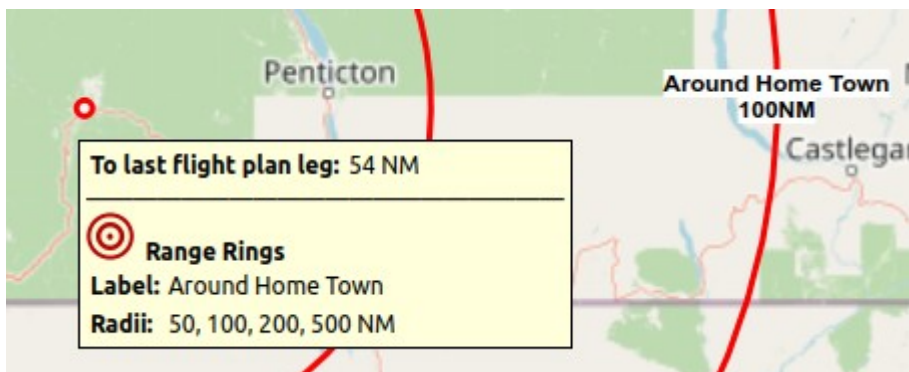 Penticton
Around Home Town
100NM
Castlegar
To last flight plan leg: 54 NM
Range Rings
Label: Around Home Town
Radii: 50, 100, 200, 500 NM